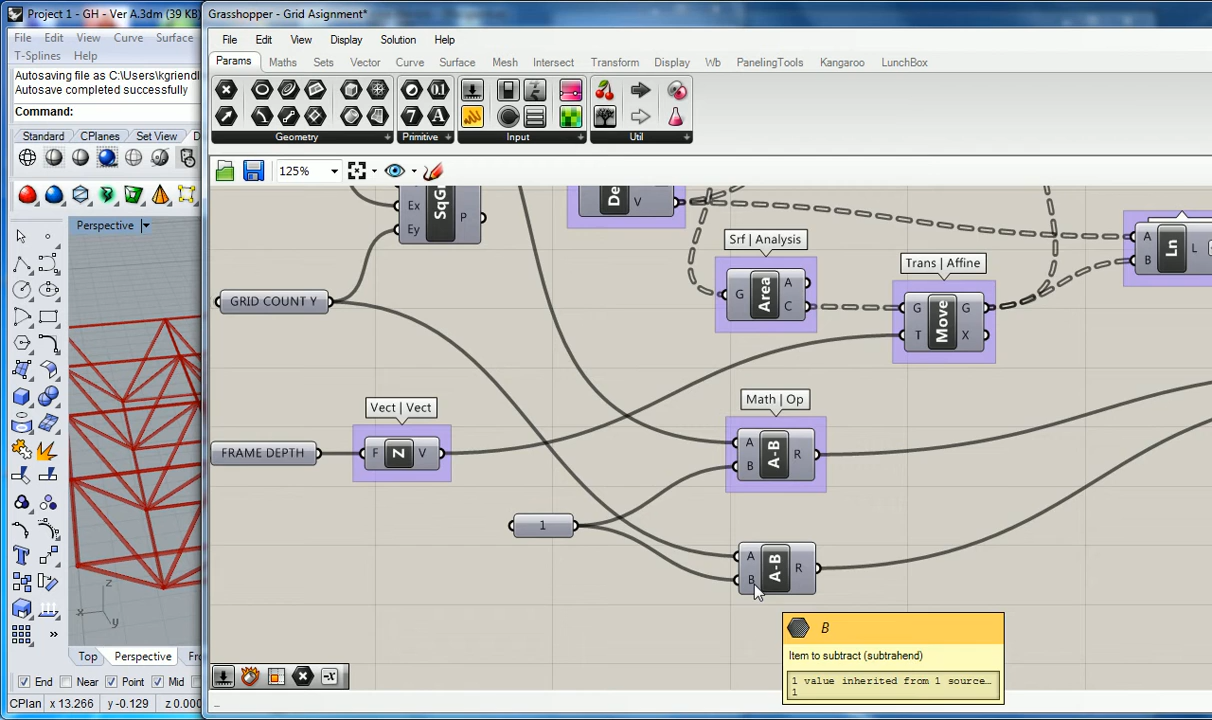 Project 1 - GH - Ver A.3dm (39 KB)
File Edit View Curve Surface
T-Splines Help
Autosaving file as C:\Users\kgriendl
Autosave completed successfully
Command:
Standard CPlanes Set View
Perspective
z
x
y
Top Perspective
End Near Point Mid
CPlan x 13.266 y -0.129 z 0.000
Grasshopper - Grid Asignment*
File Edit View Display Solution Help
Params Maths Sets Vector Curve Surface Mesh Intersect Transform Display Wb PanelingTools Kangaroo LunchBox
Geometry Primitive Input Util
125%
Ex
Ey
SqGr
P
V
Srf | Analysis
G Area A
C
Trans | Affine
G Move G
T X
A Ln L
B
GRID COUNT Y
Vect | Vect
FRAME DEPTH
F Z V
Math | Op
A A-B R
B
1
A A-B R
B
B
Item to subtract (subtrahend)
1 value inherited from 1 source...
1